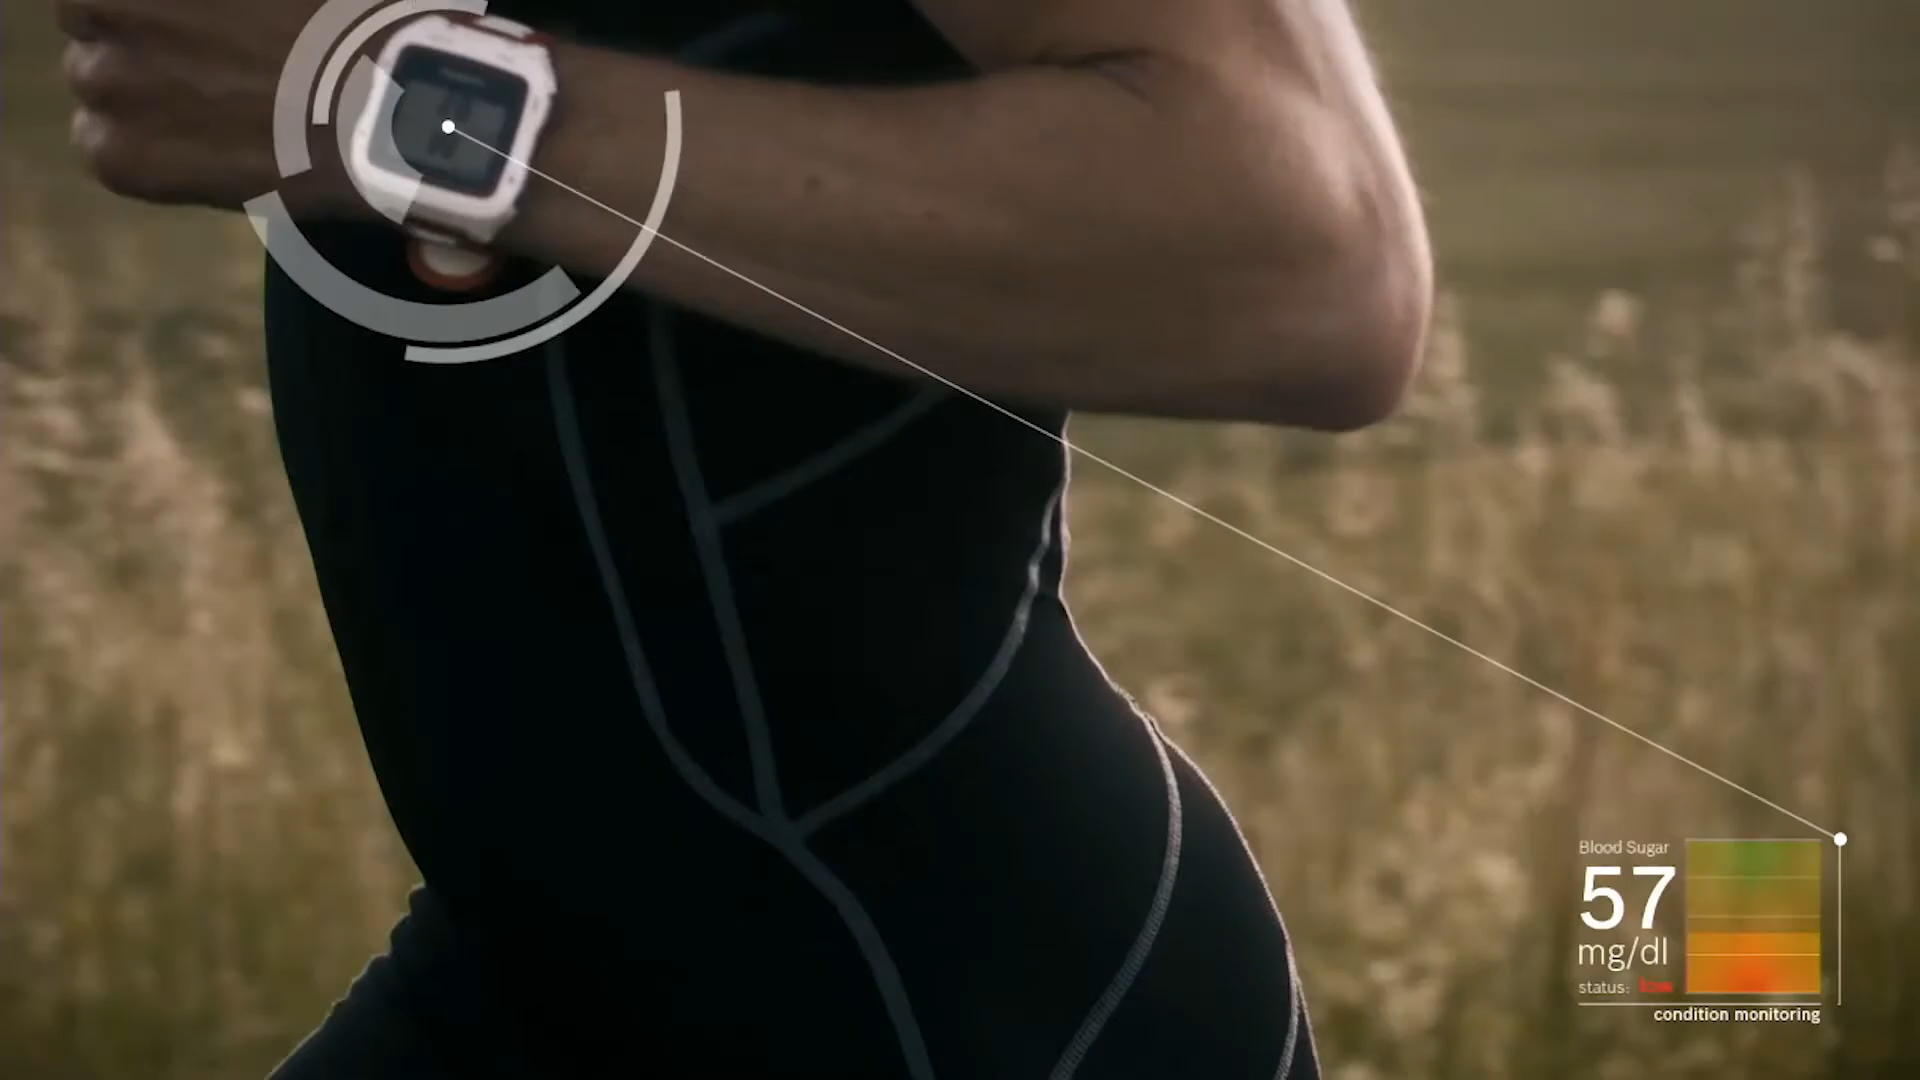 Blood Sugar
57
mg/dl
status: low
condition monitoring